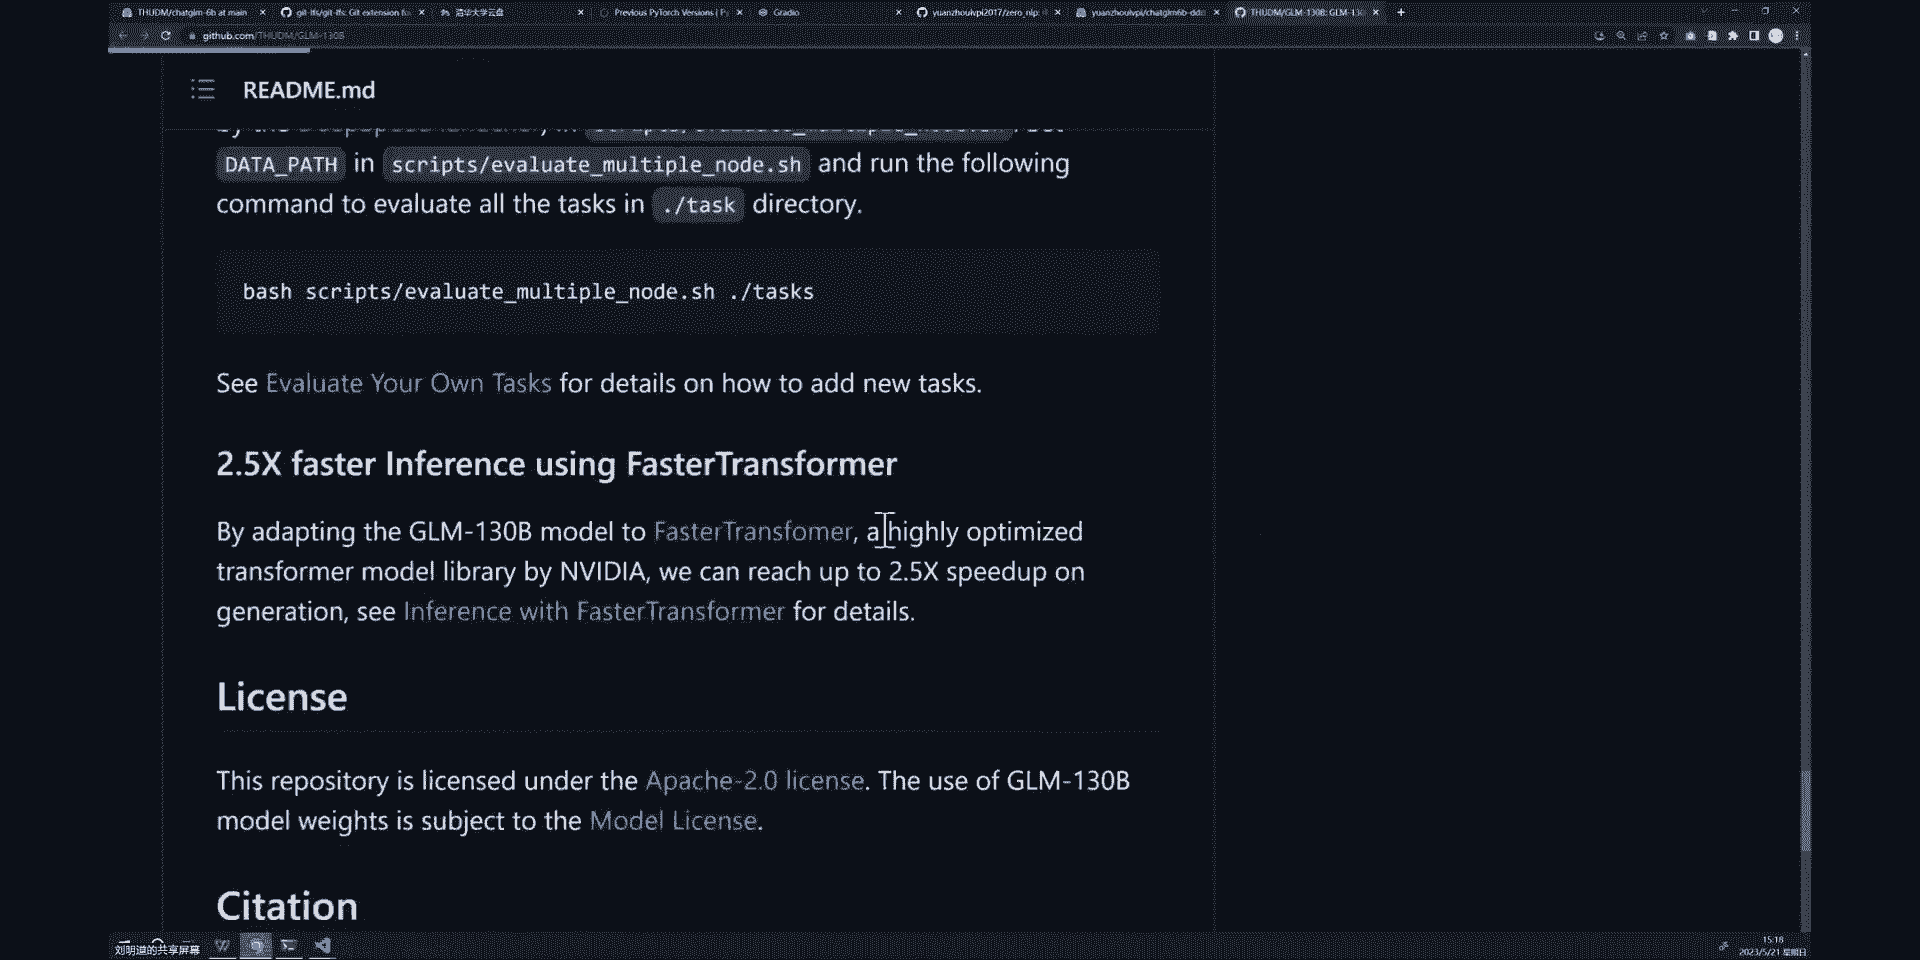 THUDM/chatglm-6b at main
git-lfs/git-lfs: Git extension fo
清华大学云盘
Previous PyTorch Versions | Py
Gradio
yuanzhoulvpi2017/zero_nlp:
yuanzhoulvpi/chatglm6b-dd
THUDM/GLM-130B: GLM-13
github.com/THUDM/GLM-130B
README.md
DATA_PATH in scripts/evaluate_multiple_node.sh and run the following
command to evaluate all the tasks in ./task directory.
bash scripts/evaluate_multiple_node.sh ./tasks
See Evaluate Your Own Tasks for details on how to add new tasks.
2.5X faster Inference using FasterTransformer
By adapting the GLM-130B model to FasterTransfomer, a highly optimized
transformer model library by NVIDIA, we can reach up to 2.5X speedup on
generation, see Inference with FasterTransformer for details.
License
This repository is licensed under the Apache-2.0 license. The use of GLM-130B
model weights is subject to the Model License.
Citation
刘明道的共享屏幕
15:18
2023/5/21 星期日